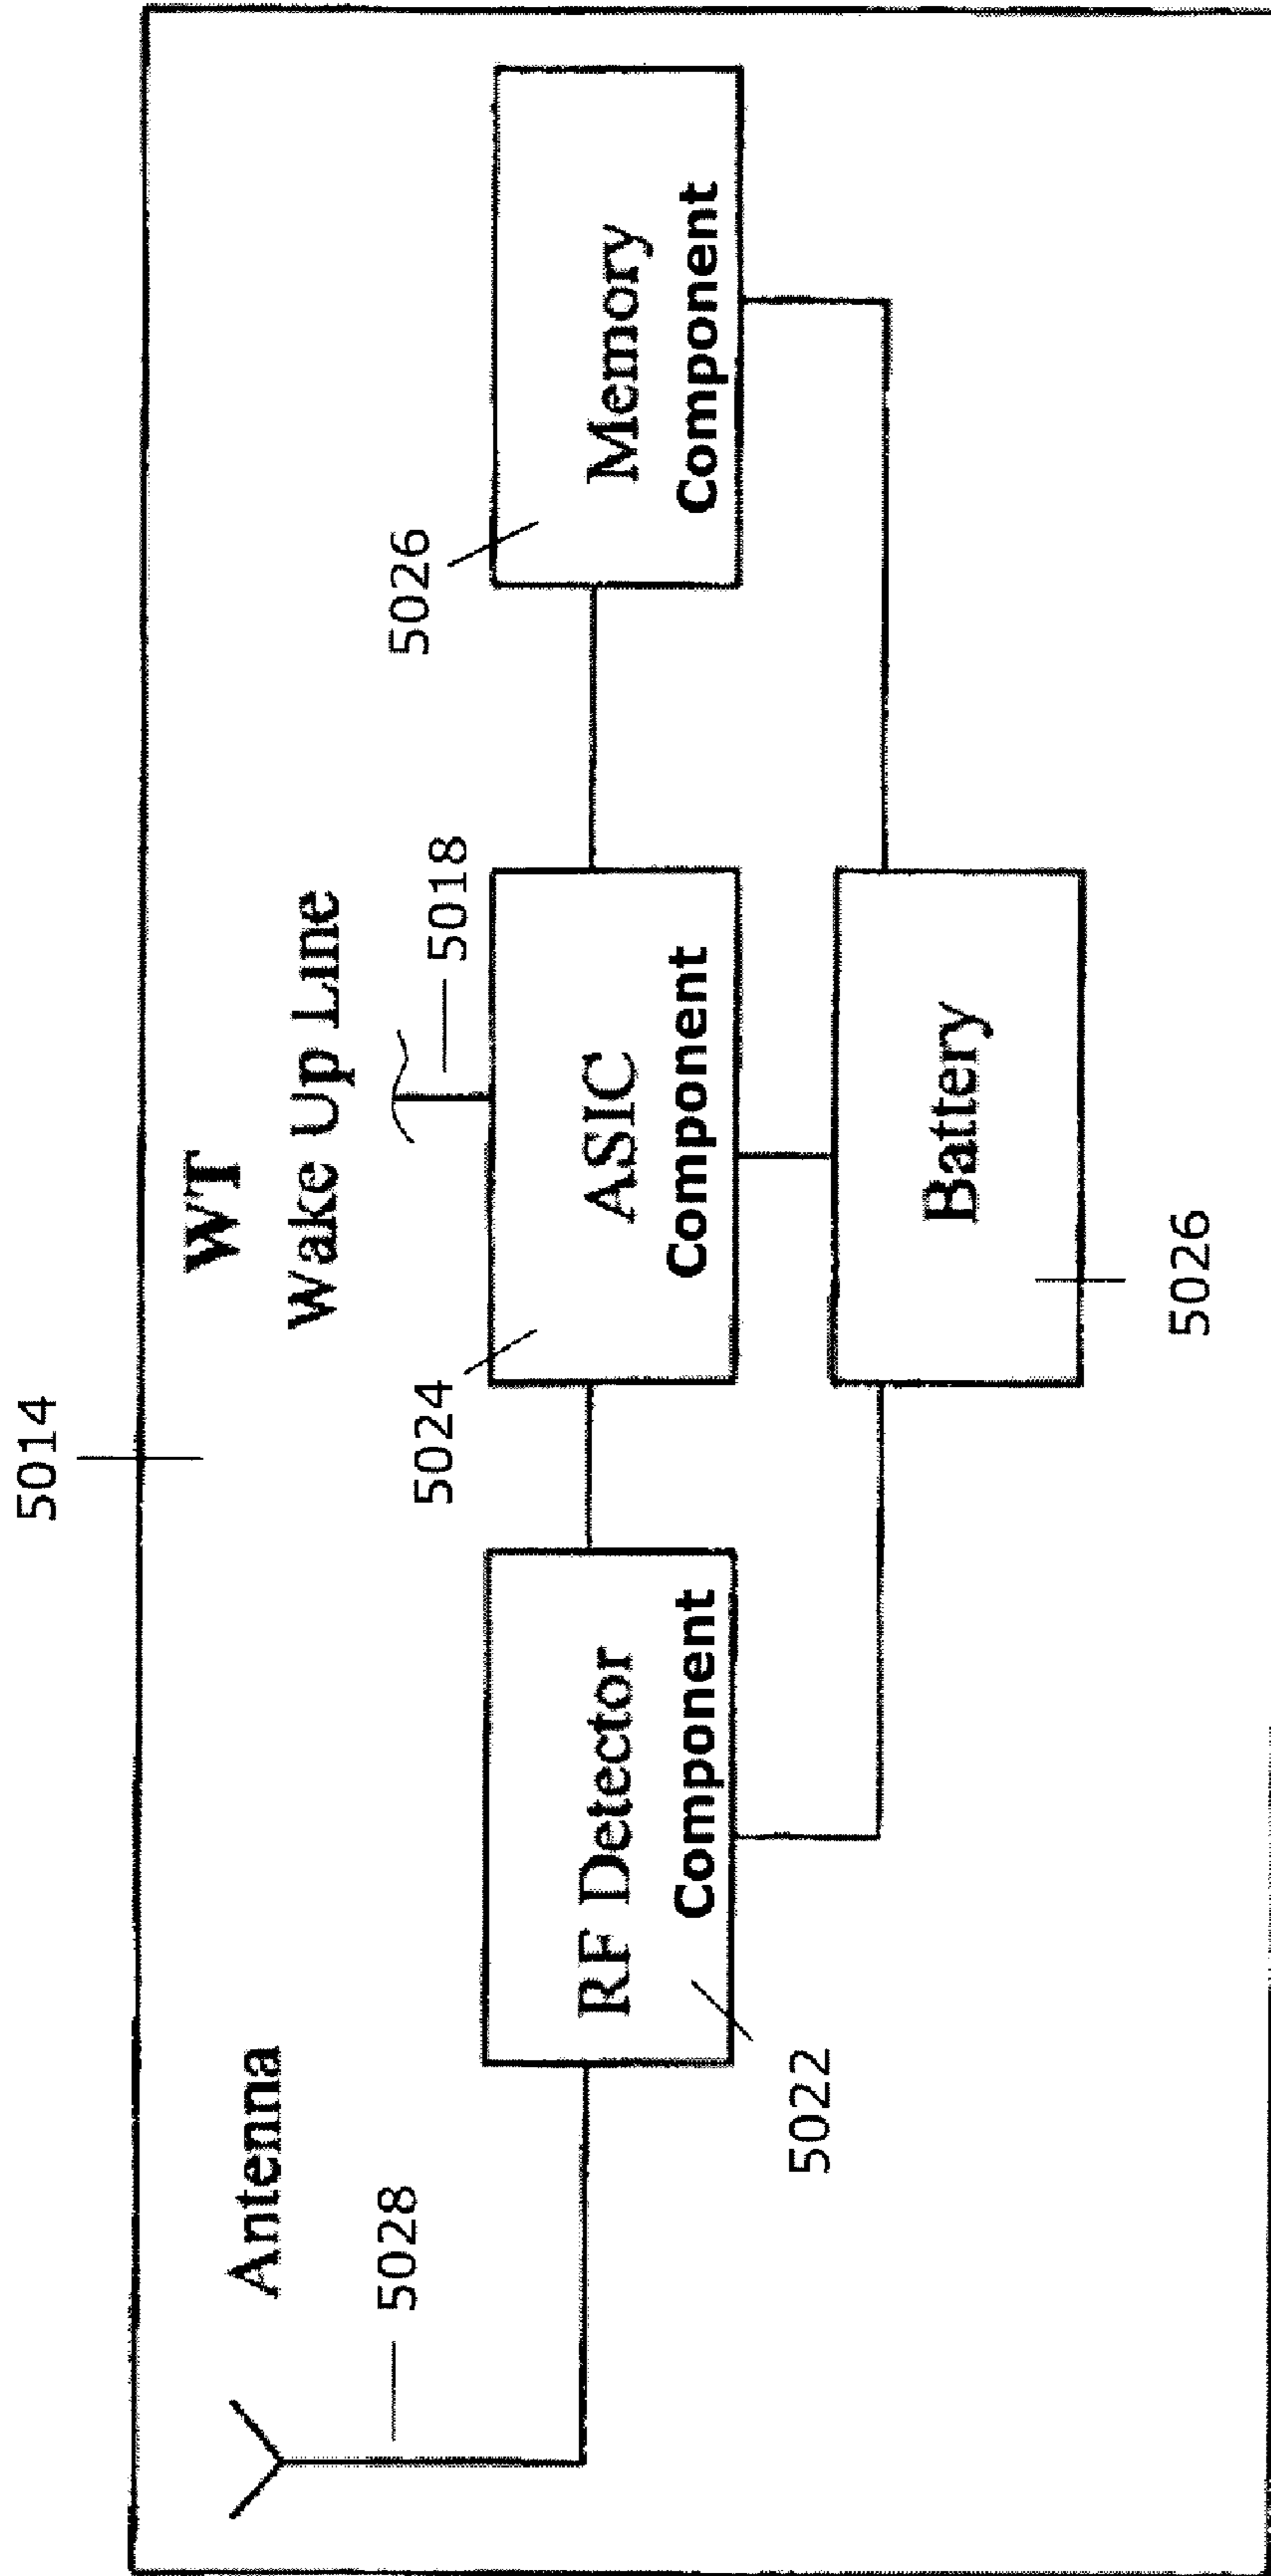 5014
WT
Wake Up Line
Antenna
5028
5018
5024
5026
RF Detector
Component
ASIC
Component
Memory
Component
5022
Battery
5026